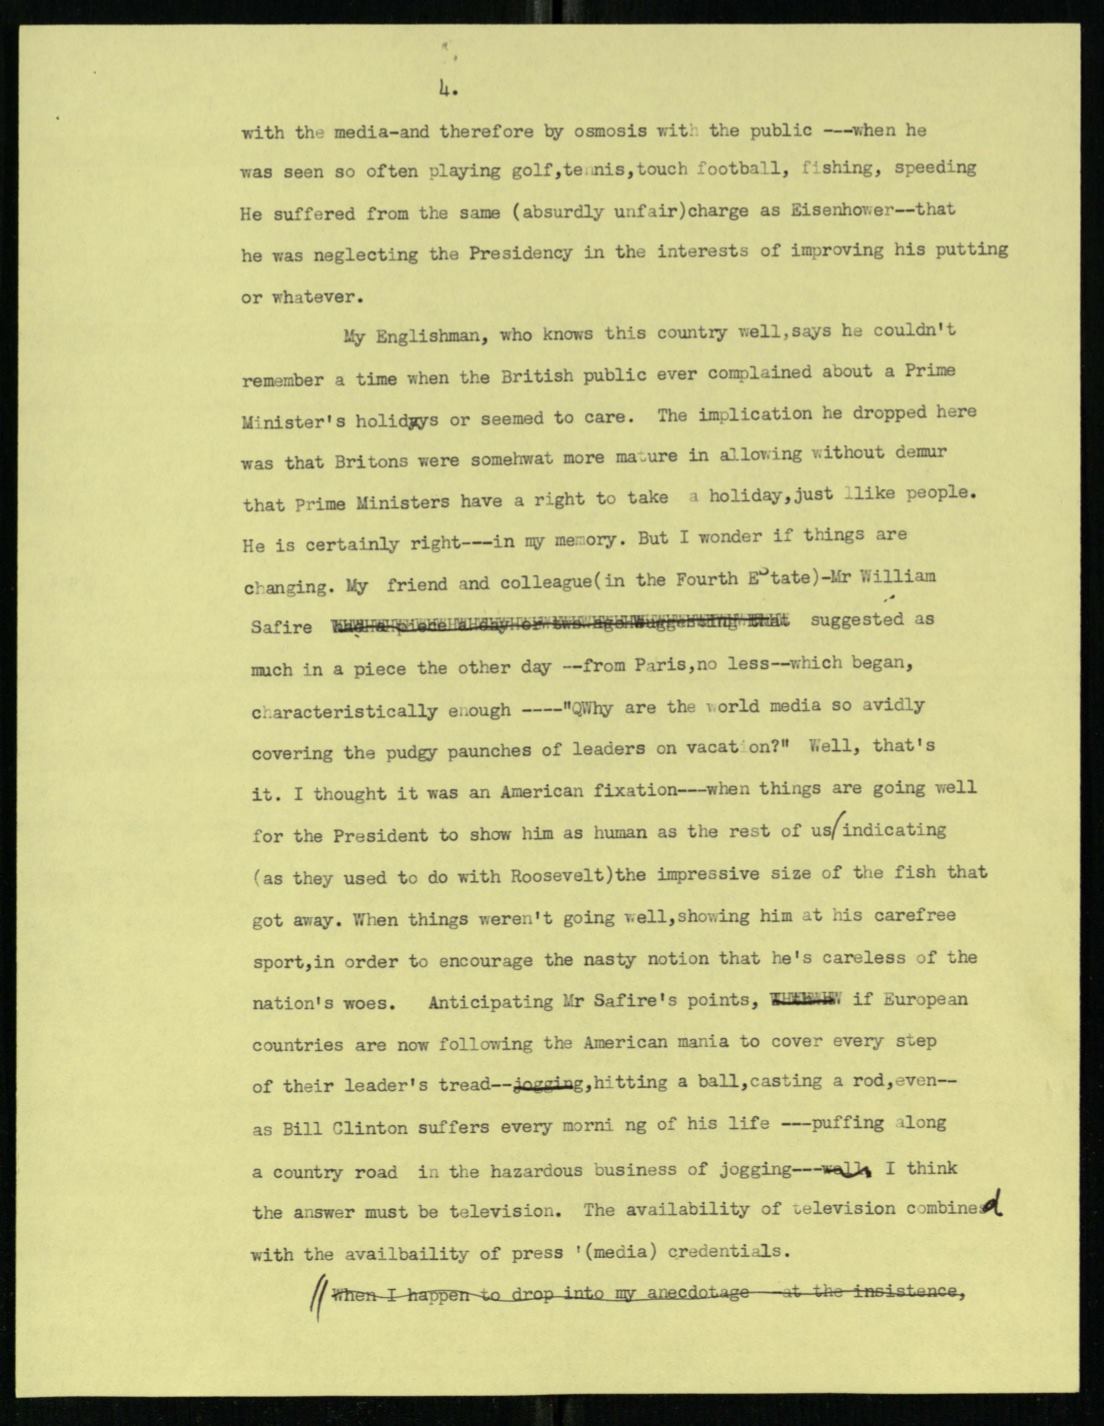 4.
with the media-and therefore by osmosis with the public ---when he
was seen so often playing golf,tennis,touch football, fishing, speeding
He suffered from the same (absurdly unfair)charge as Eisenhower--that
he was neglecting the Presidency in the interests of improving his putting
or whatever.
My Englishman, who knows this country well,says he couldn't
remember a time when the British public ever complained about a Prime
Minister's holidyys or seemed to care. The implication he dropped here
was that Britons were somehwat more mature in allowing without demur
that Prime Ministers have a right to take a holiday,just llike people.
He is certainly right---in my memory. But I wonder if things are
changing. My friend and colleague(in the Fourth Estate)-Mr William
Safire had a piece a day or two ago suggesting that suggested as
much in a piece the other day --from Paris,no less--which began,
characteristically enough ----"QWhy are the world media so avidly
covering the pudgy paunches of leaders on vacation?" Well, that's
it. I thought it was an American fixation---when things are going well
for the President to show him as human as the rest of us/indicating
(as they used to do with Roosevelt)the impressive size of the fish that
got away. When things weren't going well,showing him at his carefree
sport,in order to encourage the nasty notion that he's careless of the
nation's woes. Anticipating Mr Safire's points, if European
countries are now following the American mania to cover every step
of their leader's tread--jogging,hitting a ball,casting a rod,even--
as Bill Clinton suffers every morni ng of his life ---puffing along
a country road in the hazardous business of jogging---well, I think
the answer must be television. The availability of television combined
with the availbaility of press '(media) credentials.
// When I happen to drop into my anecdotage --at the insistence,